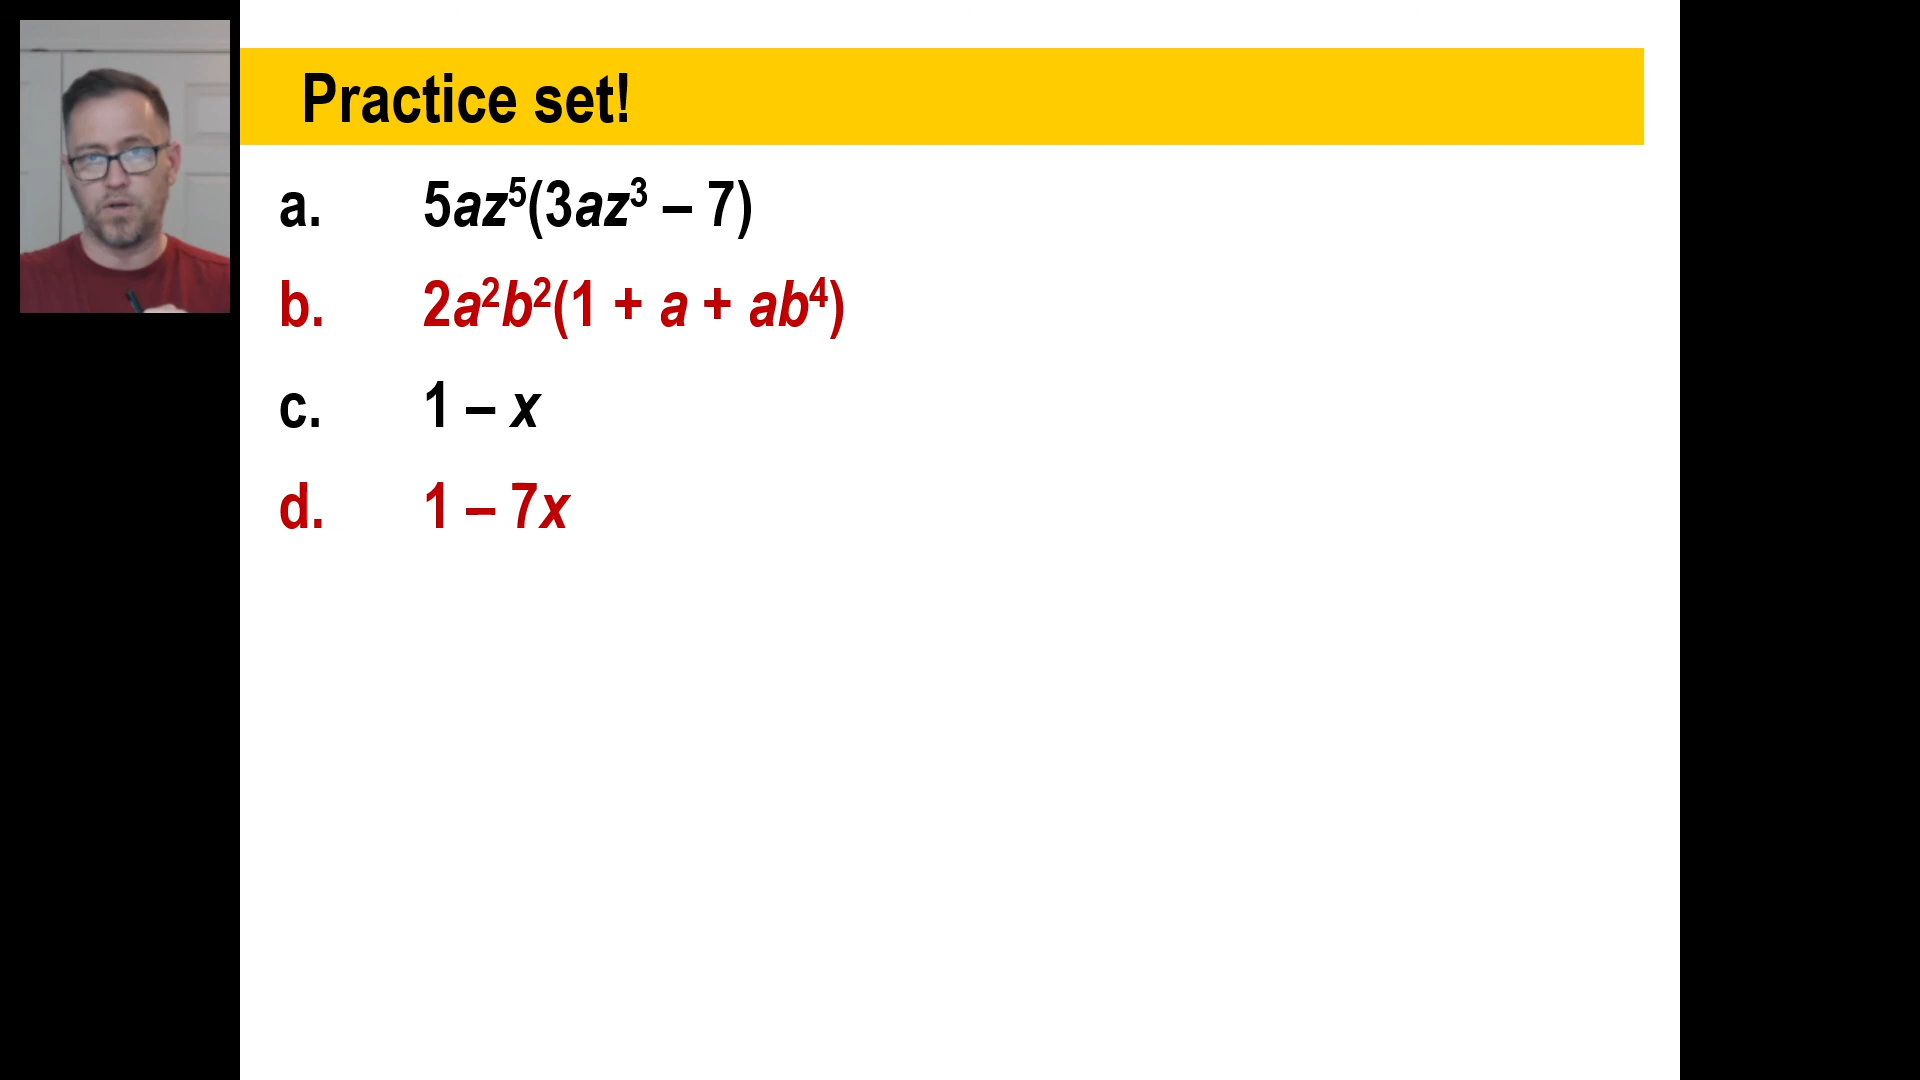 Practice set!
a. 5az⁵(3az³ – 7)
b. 2a²b²(1 + a + ab⁴)
c. 1 – x
d. 1 – 7x